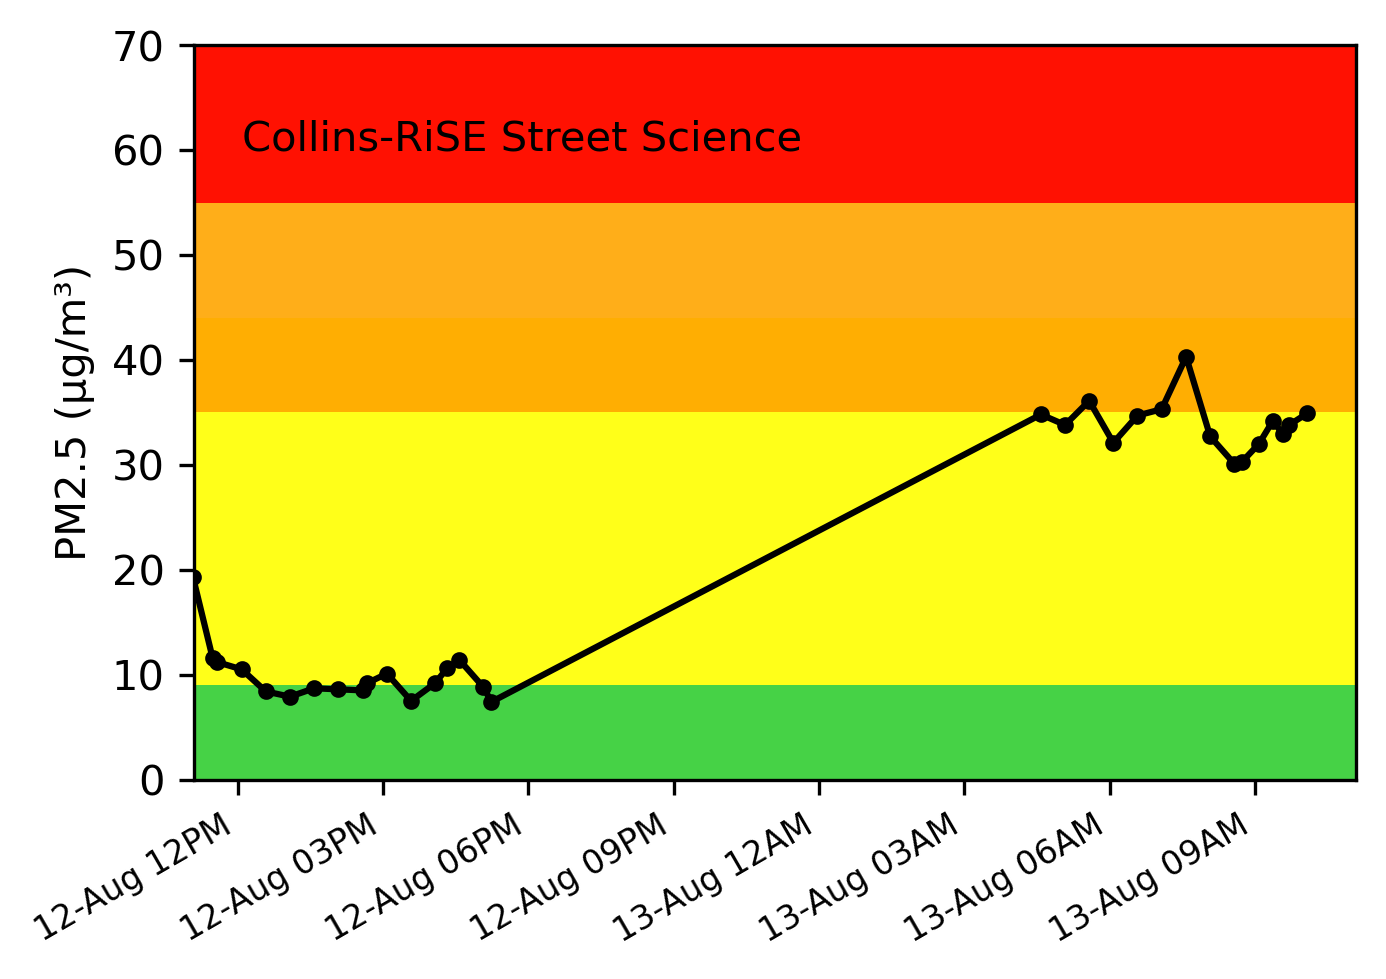 Collins-RiSE Street Science
PM2.5 (µg/m³)
70
60
50
40
30
20
10
0
12-Aug 12PM
12-Aug 03PM
12-Aug 06PM
12-Aug 09PM
13-Aug 12AM
13-Aug 03AM
13-Aug 06AM
13-Aug 09AM